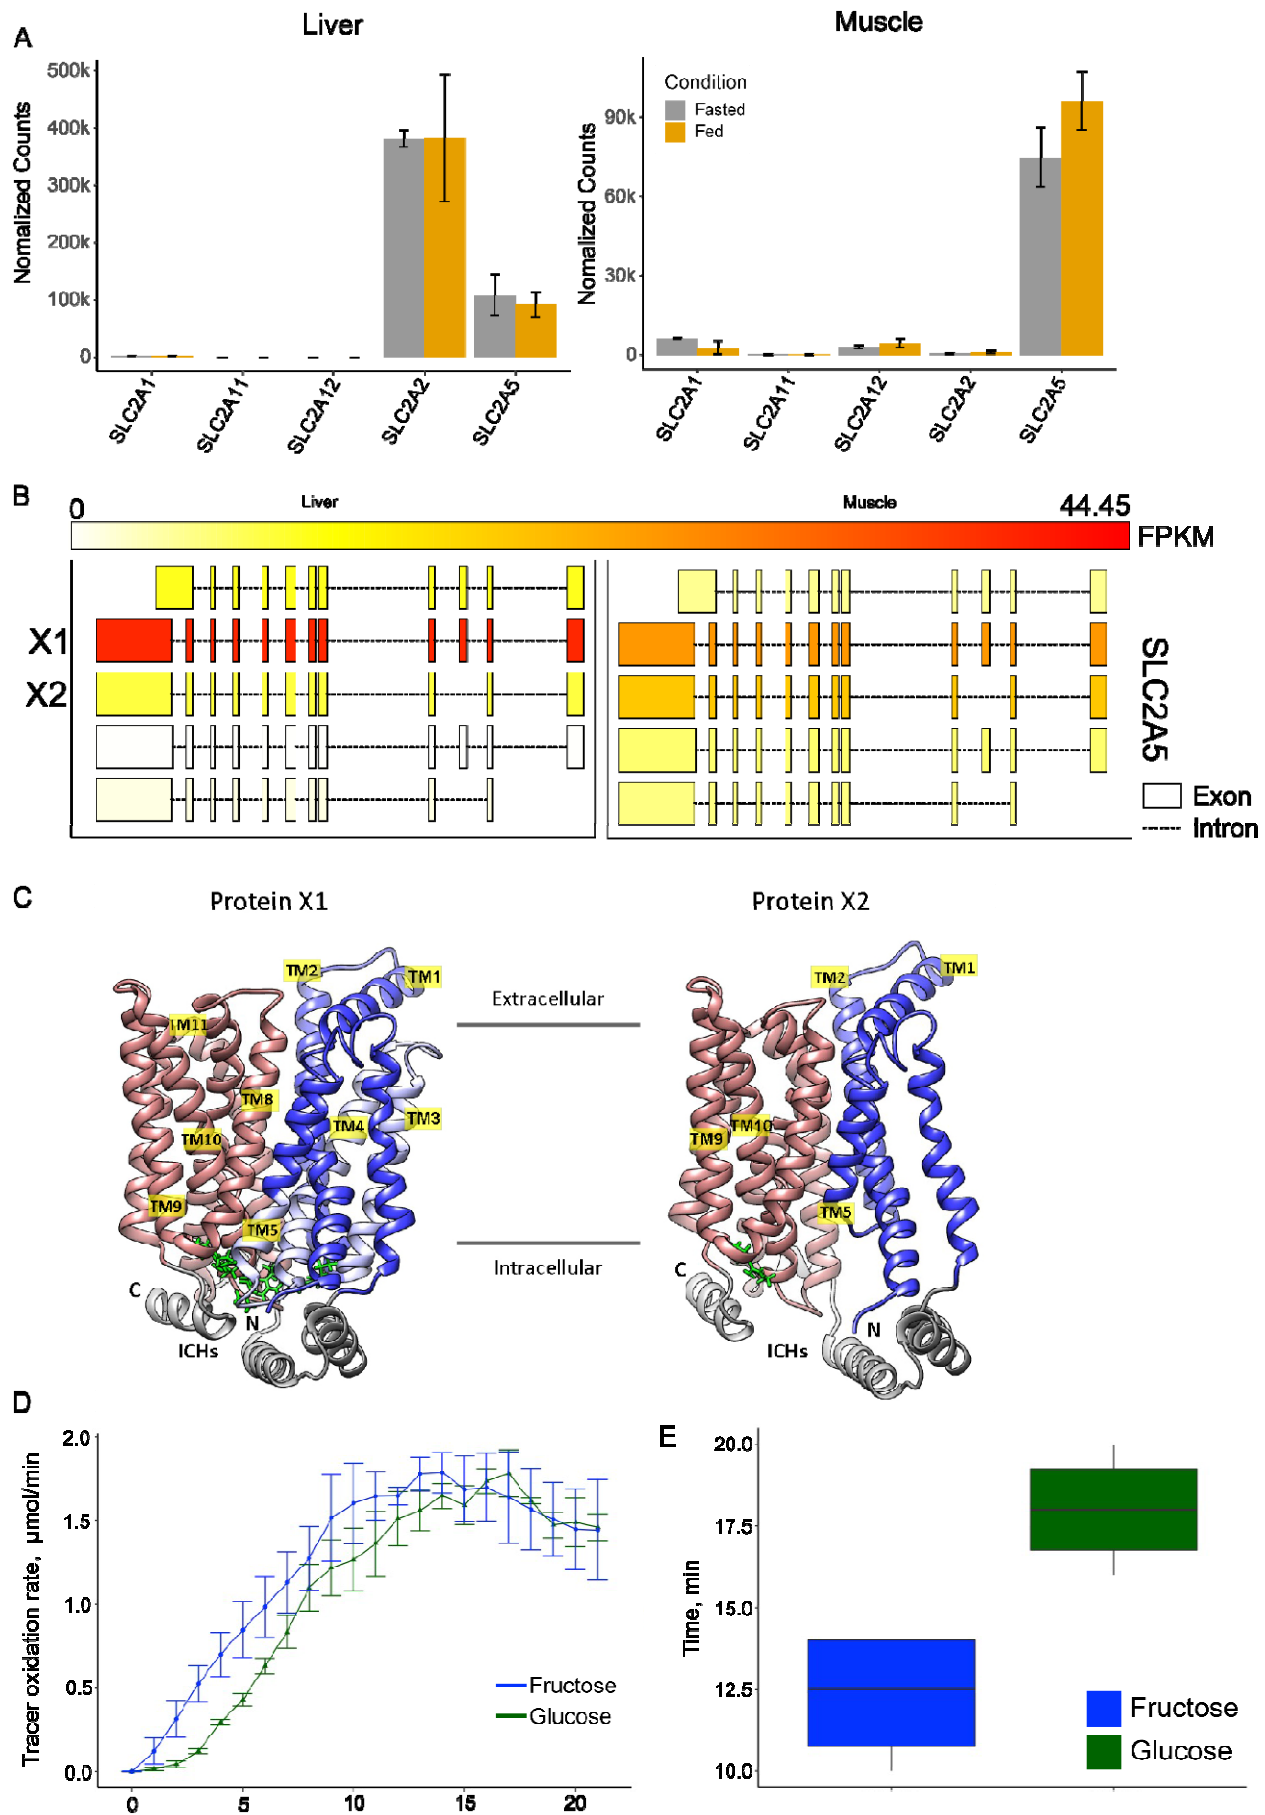 A
Liver
Muscle
Nomalized Counts
500k
400k
300k
200k
100k
0
SLC2A1
SLC2A11
SLC2A12
SLC2A2
SLC2A5
Nomalized Counts
90k
60k
30k
0
Condition
Fasted
Fed
SLC2A1
SLC2A11
SLC2A12
SLC2A2
SLC2A5
B
0
Liver
Muscle
44.45
FPKM
X1
X2
SLC2A5
Exon
Intron
C
Protein X1
Protein X2
TM2
TM1
TM11
TM8
TM4
TM3
TM10
TM9
TM5
C
N
ICHs
Extracellular
Intracellular
TM2
TM1
TM9
TM10
TM5
C
N
ICHs
D
Tracer oxidation rate, µmol/min
2.0
1.5
1.0
0.5
0.0
0
5
10
15
20
Fructose
Glucose
E
Time, min
20.0
17.5
15.0
12.5
10.0
Fructose
Glucose